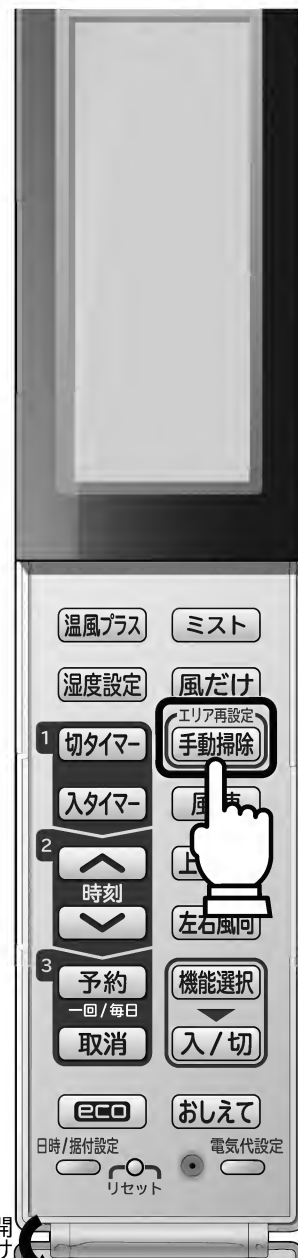 温風プラス
ミスト
湿度設定
風だけ
エリア再設定
1
切タイマー
手動掃除
入タイマー
2
時刻
左右風向
3
予約
機能選択
一回/毎日
取消
入/切
eco
おしえて
日時/据付設定
電気代設定
リセット
開
け